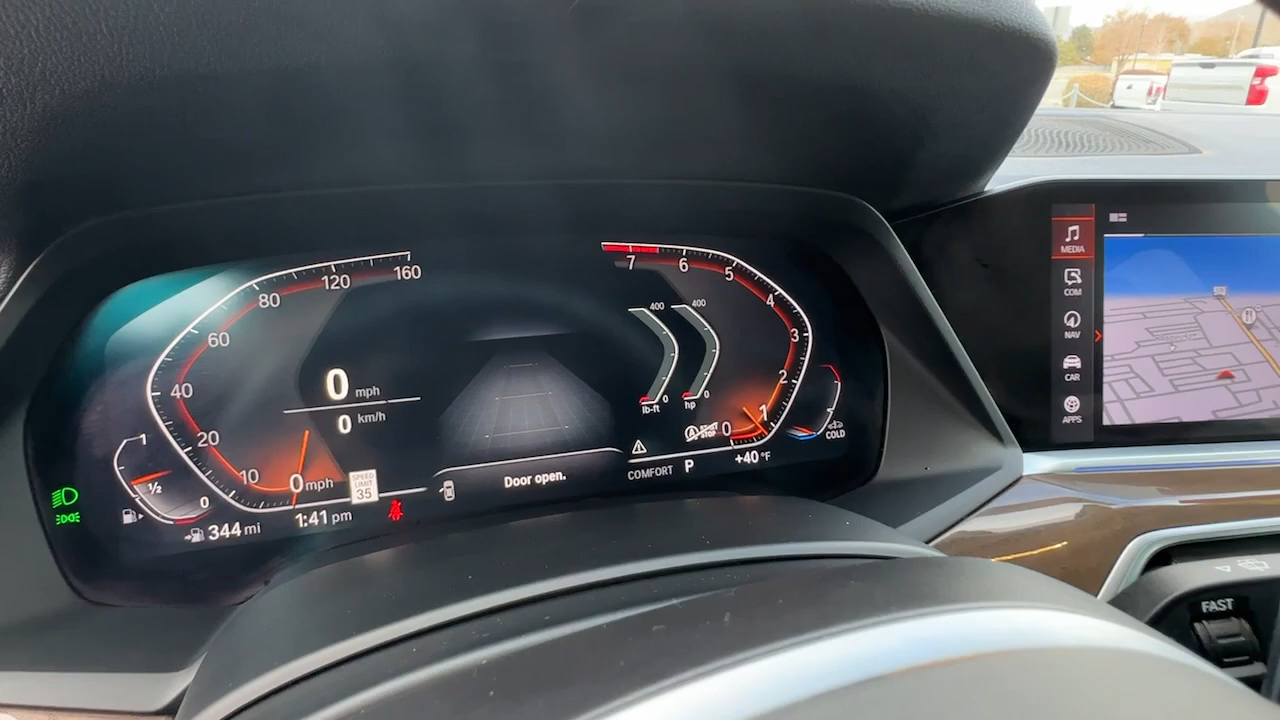 160
120
80
60
40
20
10
0 mph
0 mph
0 km/h
SPEED
LIMIT
35
1
1/2
0
344 mi
1:41 pm
Door open.
7
6
5
4
3
2
1
0
400
400
0
0
lb-ft
hp
COMFORT P
+40 °F
COLD
MEDIA
COM
NAV
CAR
APPS
FAST